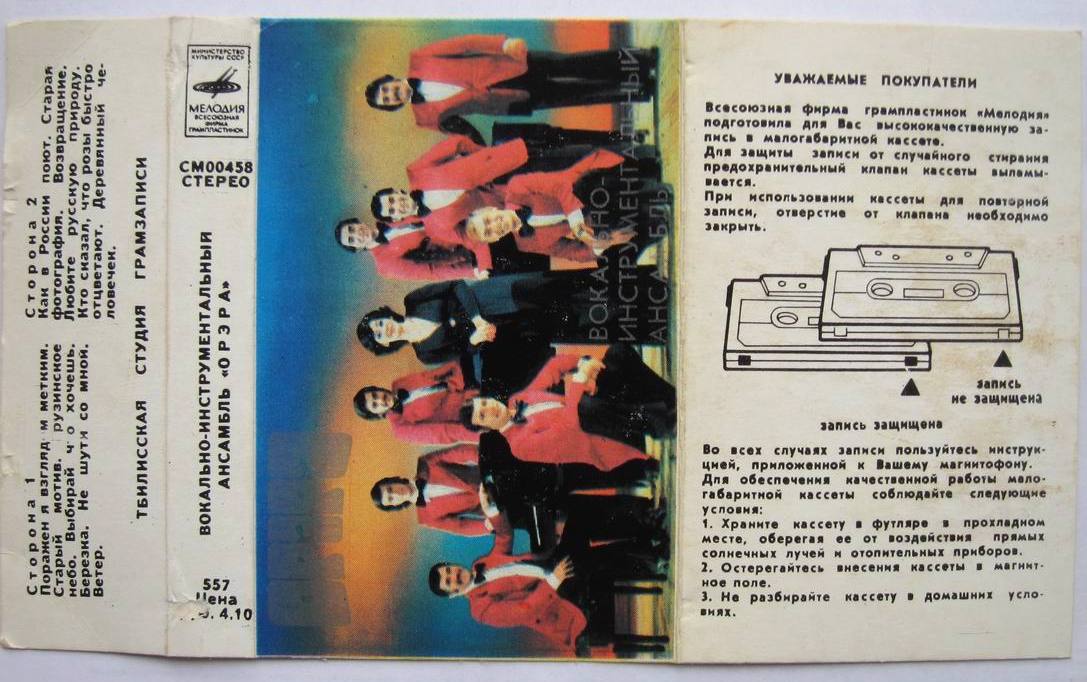 Сторона 1
Поражен я взглядом метким.
Старый мотив. рузинское
небо. Выбирай ч о хочешь.
Березка. Не шути со мной.
Ветер.
Сторона 2
Как в России поют. Старая
фотография. Возвращение.
Любите русскую природу.
Кто сказал, что розы быстро
отцветают. Деревянный че-
ловечек.
ТБИЛИССКАЯ СТУДИЯ ГРАМЗАПИСИ
МИНИСТЕРСТВО
КУЛЬТУРЫ СССР
МЕЛОДИЯ
ВСЕСОЮЗНАЯ
ФИРМА
ГРАМПЛАСТИНОК
СМ00458
СТЕРЕО
ВОКАЛЬНО-ИНСТРУМЕНТАЛЬНЫЙ
АНСАМБЛЬ «ОРЭРА»
557
Цена
4.10
ВОКАЛЬНО-
ИНСТРУМЕНТАЛЬНЫЙ
АНСАМБЛЬ
УВАЖАЕМЫЕ ПОКУПАТЕЛИ
Всесоюзная фирма грампластинок «Мелодия»
подготовила для Вас высококачественную за-
пись в малогабаритной кассете.
Для защиты записи от случайного стирания
предохранительный клапан кассеты выламы-
вается.
При использовании кассеты для повторной
записи, отверстие от клапана необходимо
закрыть.
запись
не защищена
запись защищена
Во всех случаях записи пользуйтесь инструк-
цией, приложенной к Вашему магнитофону.
Для обеспечения качественной работы мало-
габаритной кассеты соблюдайте следующие
условия:
1. Храните кассету в футляре в прохладном
месте, оберегая ее от воздействия прямых
солнечных лучей и отопительных приборов.
2. Остерегайтесь внесения кассеты в магнит-
ное поле.
3. Не разбирайте кассету в домашних усло-
виях.